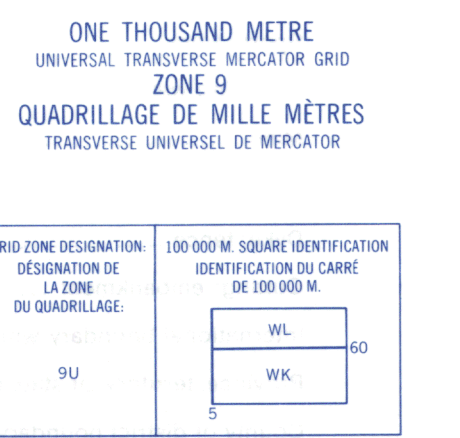 ONE THOUSAND METRE
UNIVERSAL TRANSVERSE MERCATOR GRID
ZONE 9
QUADRILLAGE DE MILLE MÈTRES
TRANSVERSE UNIVERSEL DE MERCATOR
RID ZONE DESIGNATION:
DÉSIGNATION DE
LA ZONE
DU QUADRILLAGE:
9U
100 000 M. SQUARE IDENTIFICATION
IDENTIFICATION DU CARRÉ
DE 100 000 M.
WL
60
WK
5